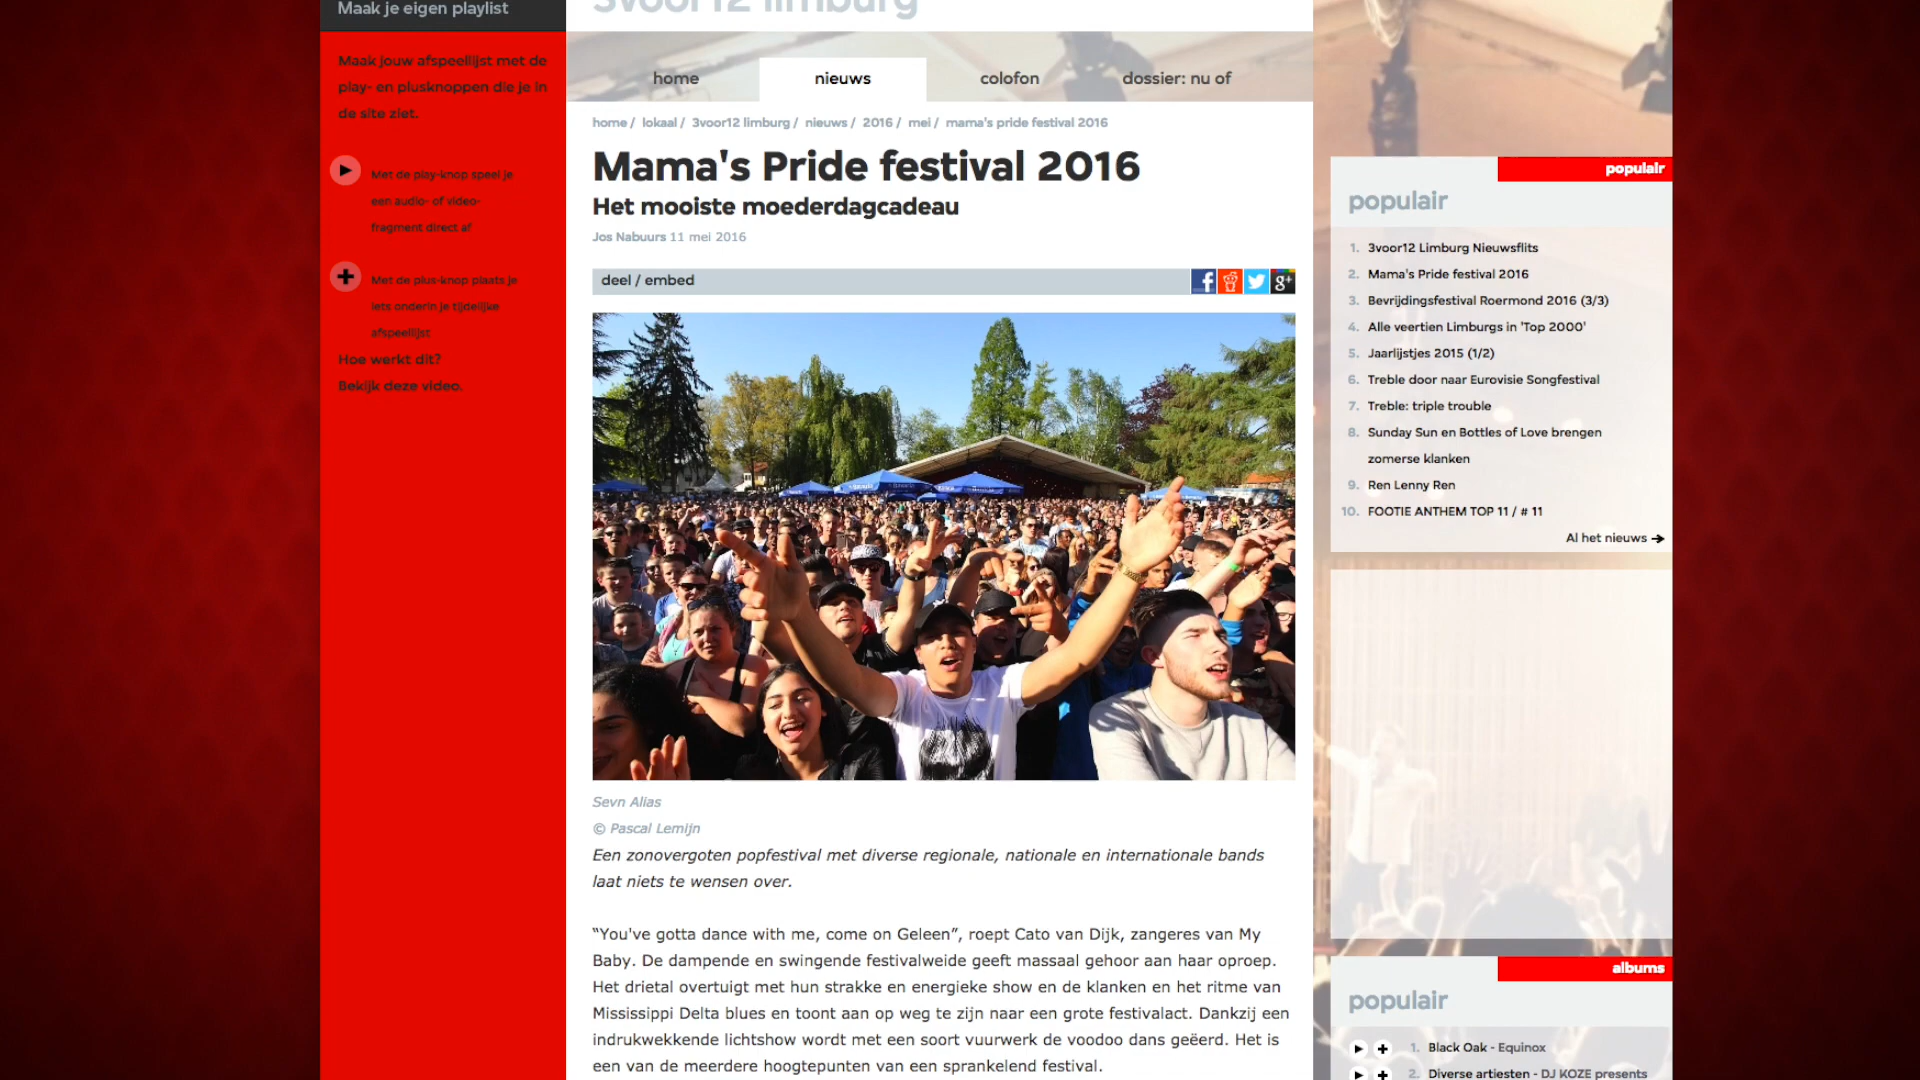 Maak je eigen playlist
3voor12 limburg
Maak jouw afspeellijst met de
play- en plusknoppen die je in
de site ziet.
Met de play-knop speel je
een audio- of video-
fragment direct af
Met de plus-knop plaats je
iets onderin je tijdelijke
afspeellijst
Hoe werkt dit?
Bekijk deze video.
home nieuws colofon dossier: nu of
home / lokaal / 3voor12 limburg / nieuws / 2016 / mei / mama's pride festival 2016
Mama's Pride festival 2016
Het mooiste moederdagcadeau
Jos Nabuurs 11 mei 2016
deel / embed
Sevn Alias
© Pascal Lemijn
Een zonovergoten popfestival met diverse regionale, nationale en internationale bands
laat niets te wensen over.
“You've gotta dance with me, come on Geleen”, roept Cato van Dijk, zangeres van My
Baby. De dampende en swingende festivalweide geeft massaal gehoor aan haar oproep.
Het drietal overtuigt met hun strakke en energieke show en de klanken en het ritme van
Mississippi Delta blues en toont aan op weg te zijn naar een grote festivalact. Dankzij een
indrukwekkende lichtshow wordt met een soort vuurwerk de voodoo dans geëerd. Het is
een van de meerdere hoogtepunten van een sprankelend festival.
populair
populair
1. 3voor12 Limburg Nieuwsflits
2. Mama's Pride festival 2016
3. Bevrijdingsfestival Roermond 2016 (3/3)
4. Alle veertien Limburgs in 'Top 2000'
5. Jaarlijstjes 2015 (1/2)
6. Treble door naar Eurovisie Songfestival
7. Treble: triple trouble
8. Sunday Sun en Bottles of Love brengen
zomerse klanken
9. Ren Lenny Ren
10. FOOTIE ANTHEM TOP 11 / # 11
Al het nieuws
albums
populair
1. Black Oak - Equinox
2. Diverse artiesten - DJ KOZE presents